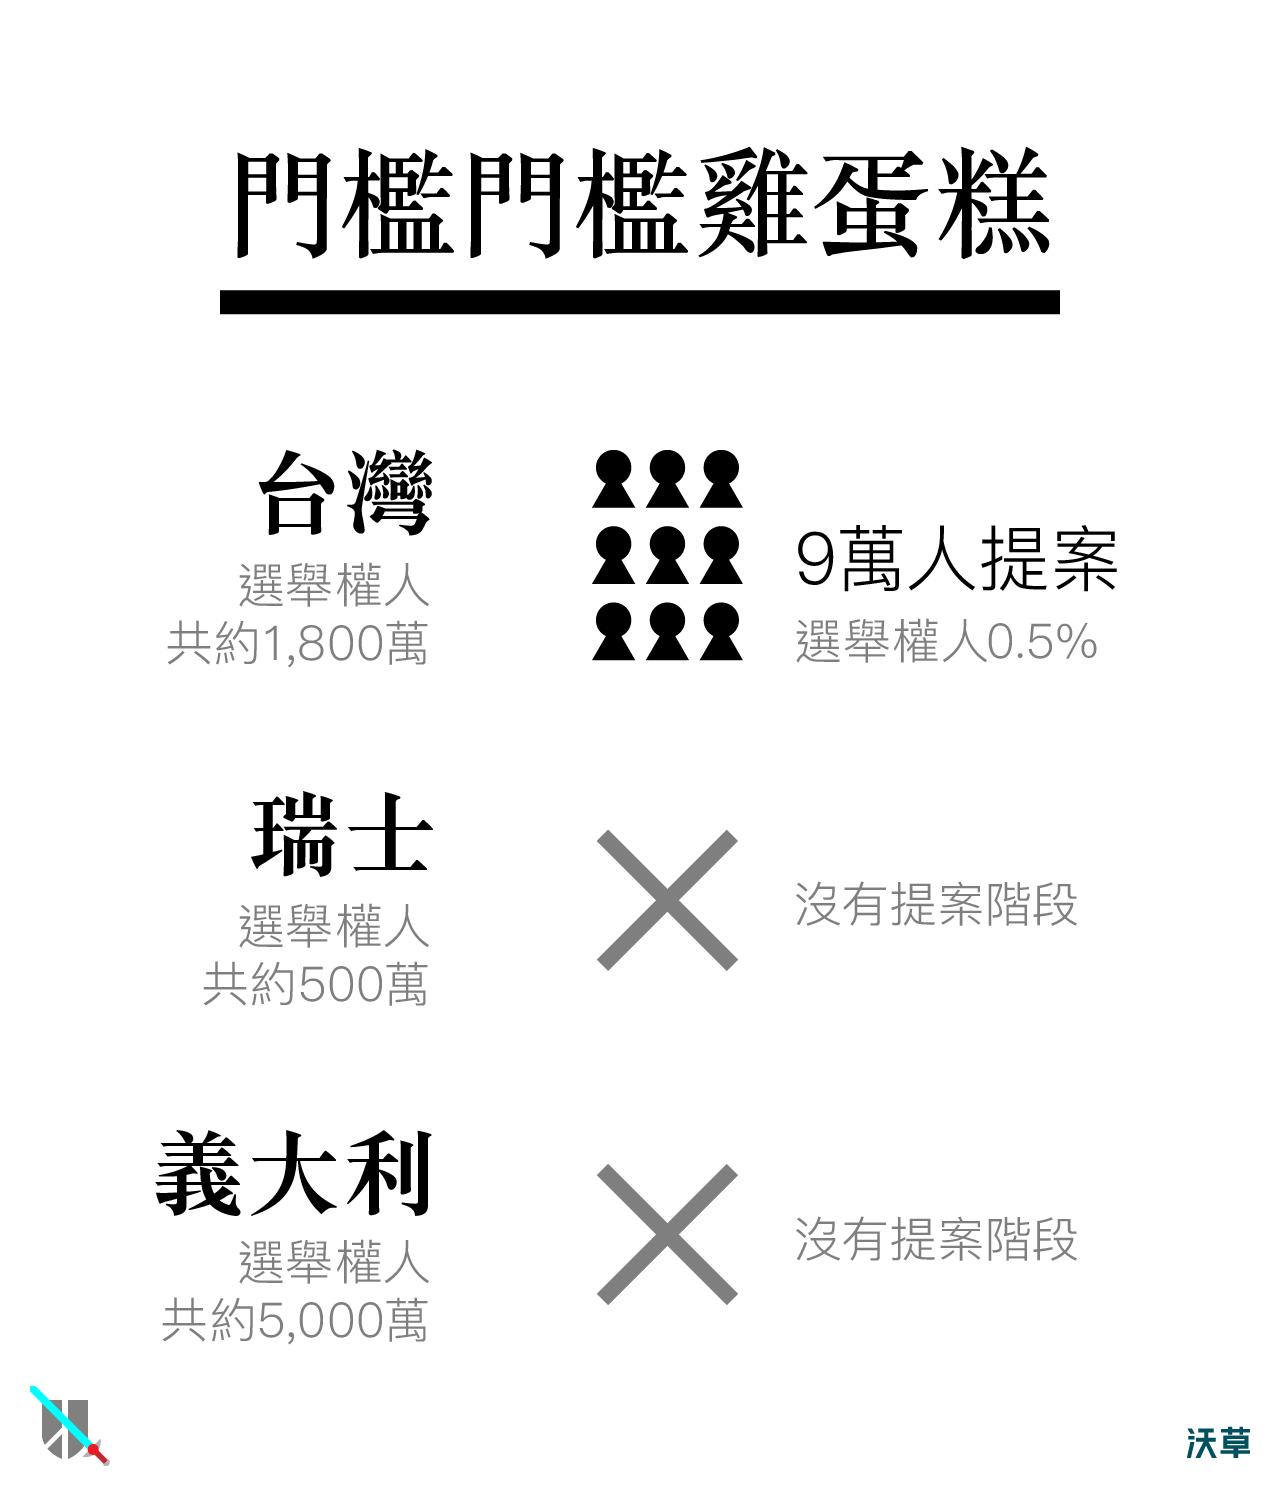 門檻門檻雞蛋糕
台灣
選舉權人
共約1,800萬
9萬人提案
選舉權人0.5%
瑞士
選舉權人
共約500萬
沒有提案階段
義大利
選舉權人
共約5,000萬
沒有提案階段
沃草